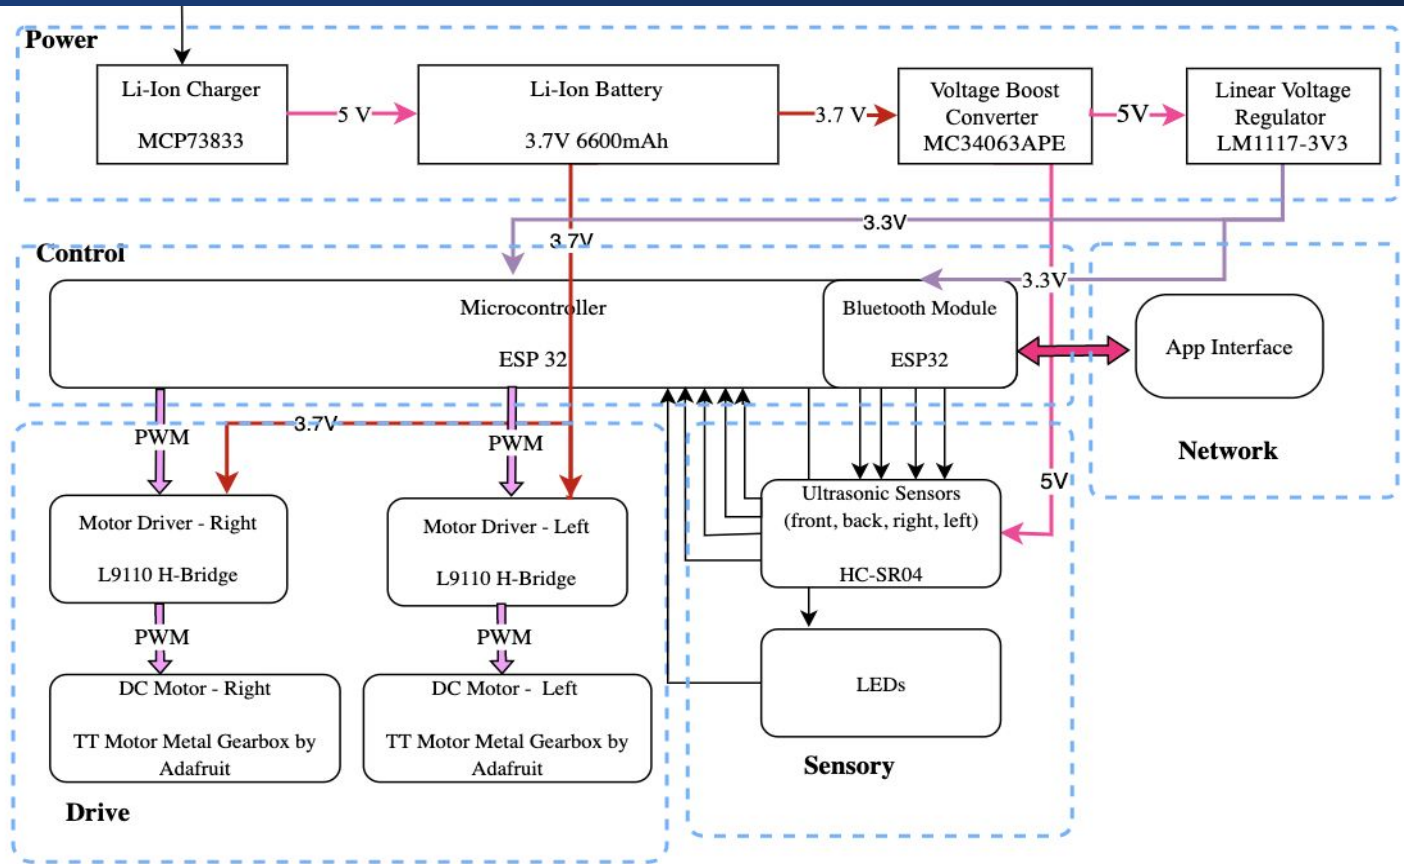 Power
Li-Ion Charger
MCP73833
5 V
Li-Ion Battery
3.7V 6600mAh
3.7 V
Voltage Boost
Converter
MC34063APE
5V
Linear Voltage
Regulator
LM1117-3V3
3.3V
3.7V
Control
3.3V
Microcontroller
ESP 32
Bluetooth Module
ESP32
App Interface
Network
PWM
3.7V
PWM
5V
Motor Driver - Right
L9110 H-Bridge
Motor Driver - Left
L9110 H-Bridge
Ultrasonic Sensors
(front, back, right, left)
HC-SR04
PWM
PWM
DC Motor - Right
TT Motor Metal Gearbox by
Adafruit
DC Motor - Left
TT Motor Metal Gearbox by
Adafruit
LEDs
Sensory
Drive